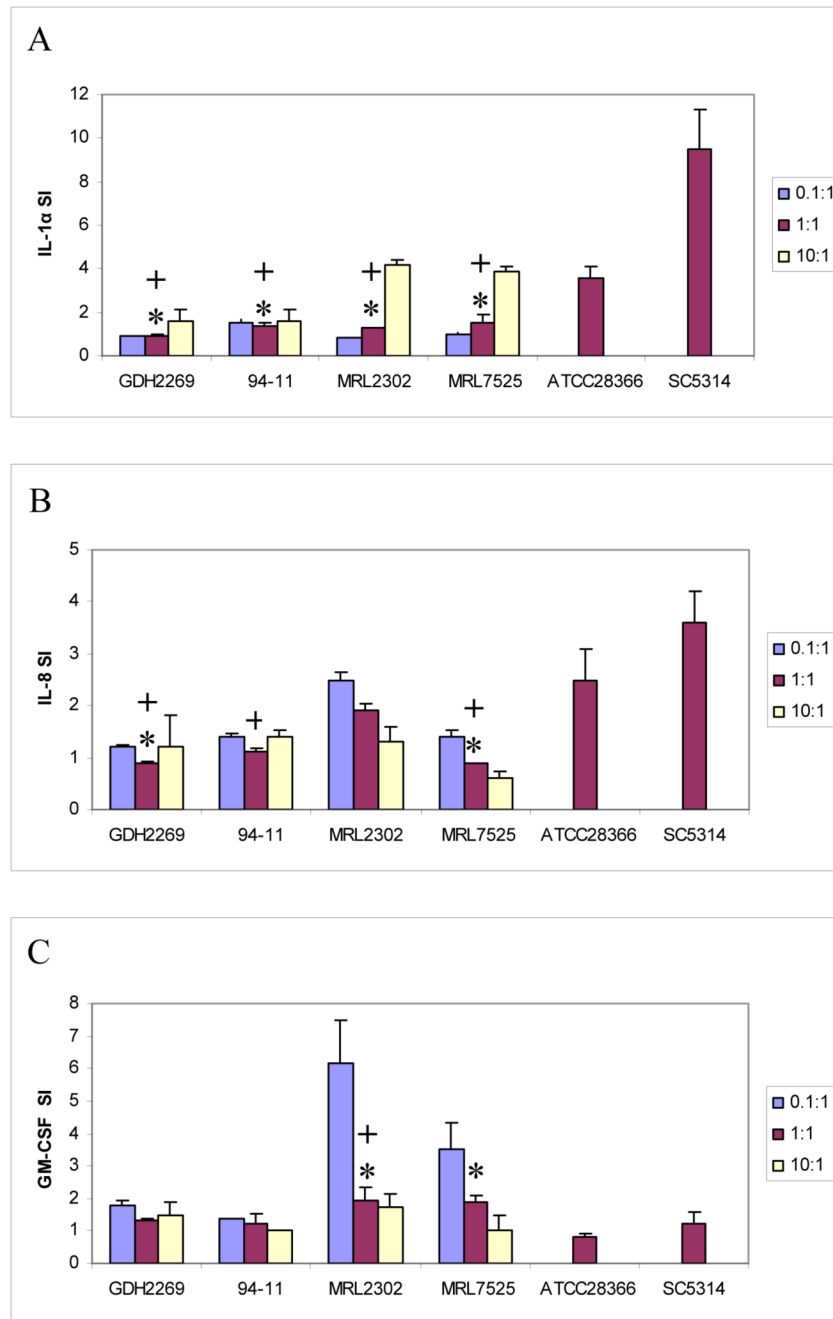 A
IL-1α SI
12
10
8
6
4
2
0
+ + + +
* * * *
GDH2269 94-11 MRL2302 MRL7525 ATCC28366 SC5314
0.1:1
1:1
10:1
B
IL-8 SI
5
4
3
2
1
0
+ + +
* *
GDH2269 94-11 MRL2302 MRL7525 ATCC28366 SC5314
0.1:1
1:1
10:1
C
GM-CSF SI
8
7
6
5
4
3
2
1
0
+
* *
GDH2269 94-11 MRL2302 MRL7525 ATCC28366 SC5314
0.1:1
1:1
10:1